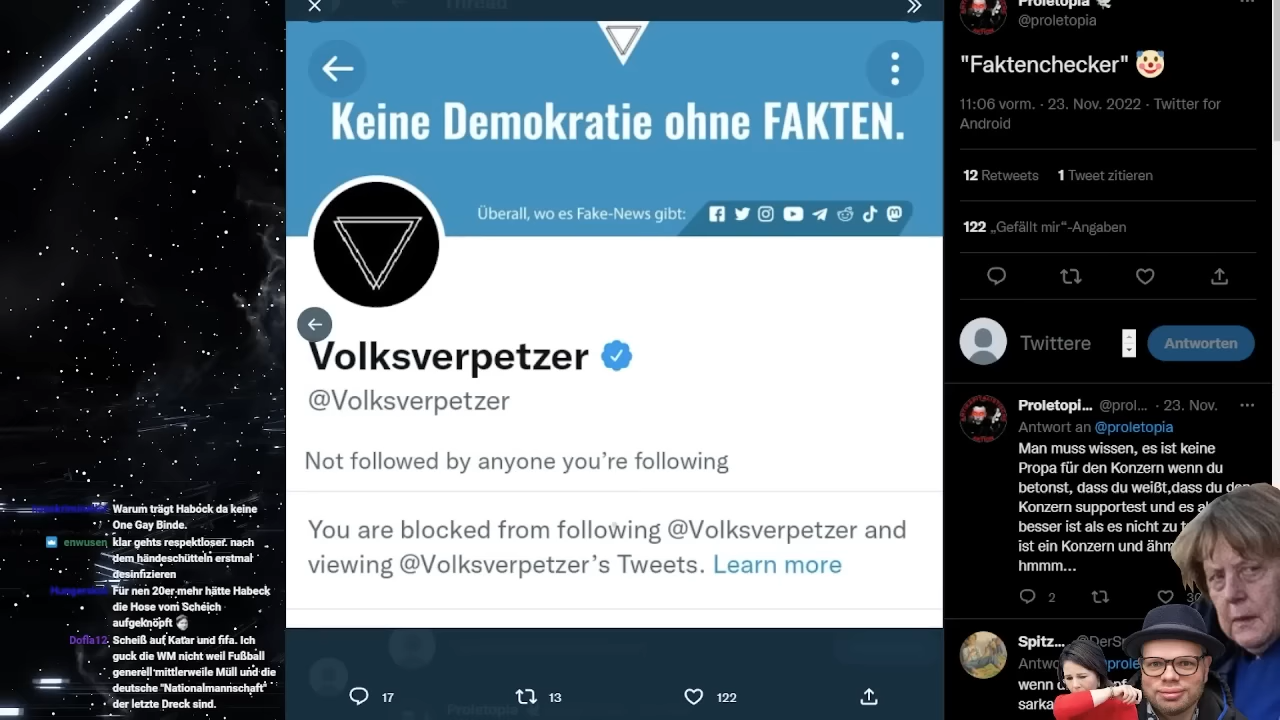 Thread
Keine Demokratie ohne FAKTEN.
Überall, wo es Fake-News gibt:
Volksverpetzer
@Volksverpetzer
Not followed by anyone you're following
You are blocked from following @Volksverpetzer and
viewing @Volksverpetzer's Tweets. Learn more
17
13
122
Proletopia
@proletopia
"Faktenchecker" 🤡
11:06 vorm. · 23. Nov. 2022 · Twitter for
Android
12 Retweets 1 Tweet zitieren
122 „Gefällt mir“-Angaben
Twittere
Antworten
Proletopi... @prol... · 23. Nov.
Antwort an @proletopia
Man muss wissen, es ist keine
Propa für den Konzern wenn du
betonst, dass du weißt,dass du den
Konzern supportest und es
besser ist als es nicht zu
ist ein Konzern und ähm
hmmm...
2
Spitz...
wenn
sarka
Warum trägt Habock da keine
One Gay Binde.
enwusen klar gehts respektloser. nach
dem händeschütteln erstmal
desinfizieren
Für nen 20er mehr hätte Habeck
die Hose vom Scheich
aufgeknöpft
Dofla12 Scheiß auf Katar und fifa. Ich
guck die WM nicht weil Fußball
generell mittlerweile Müll und die
deutsche "Nationalmannschaft"
der letzte Dreck sind.